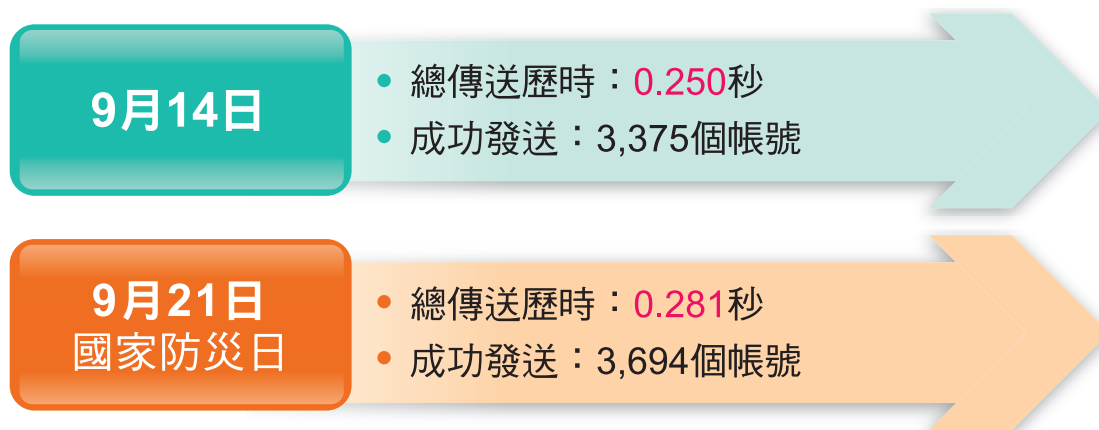 9月14日
• 總傳送歷時：0.250秒
• 成功發送：3,375個帳號
9月21日
國家防災日
• 總傳送歷時：0.281秒
• 成功發送：3,694個帳號